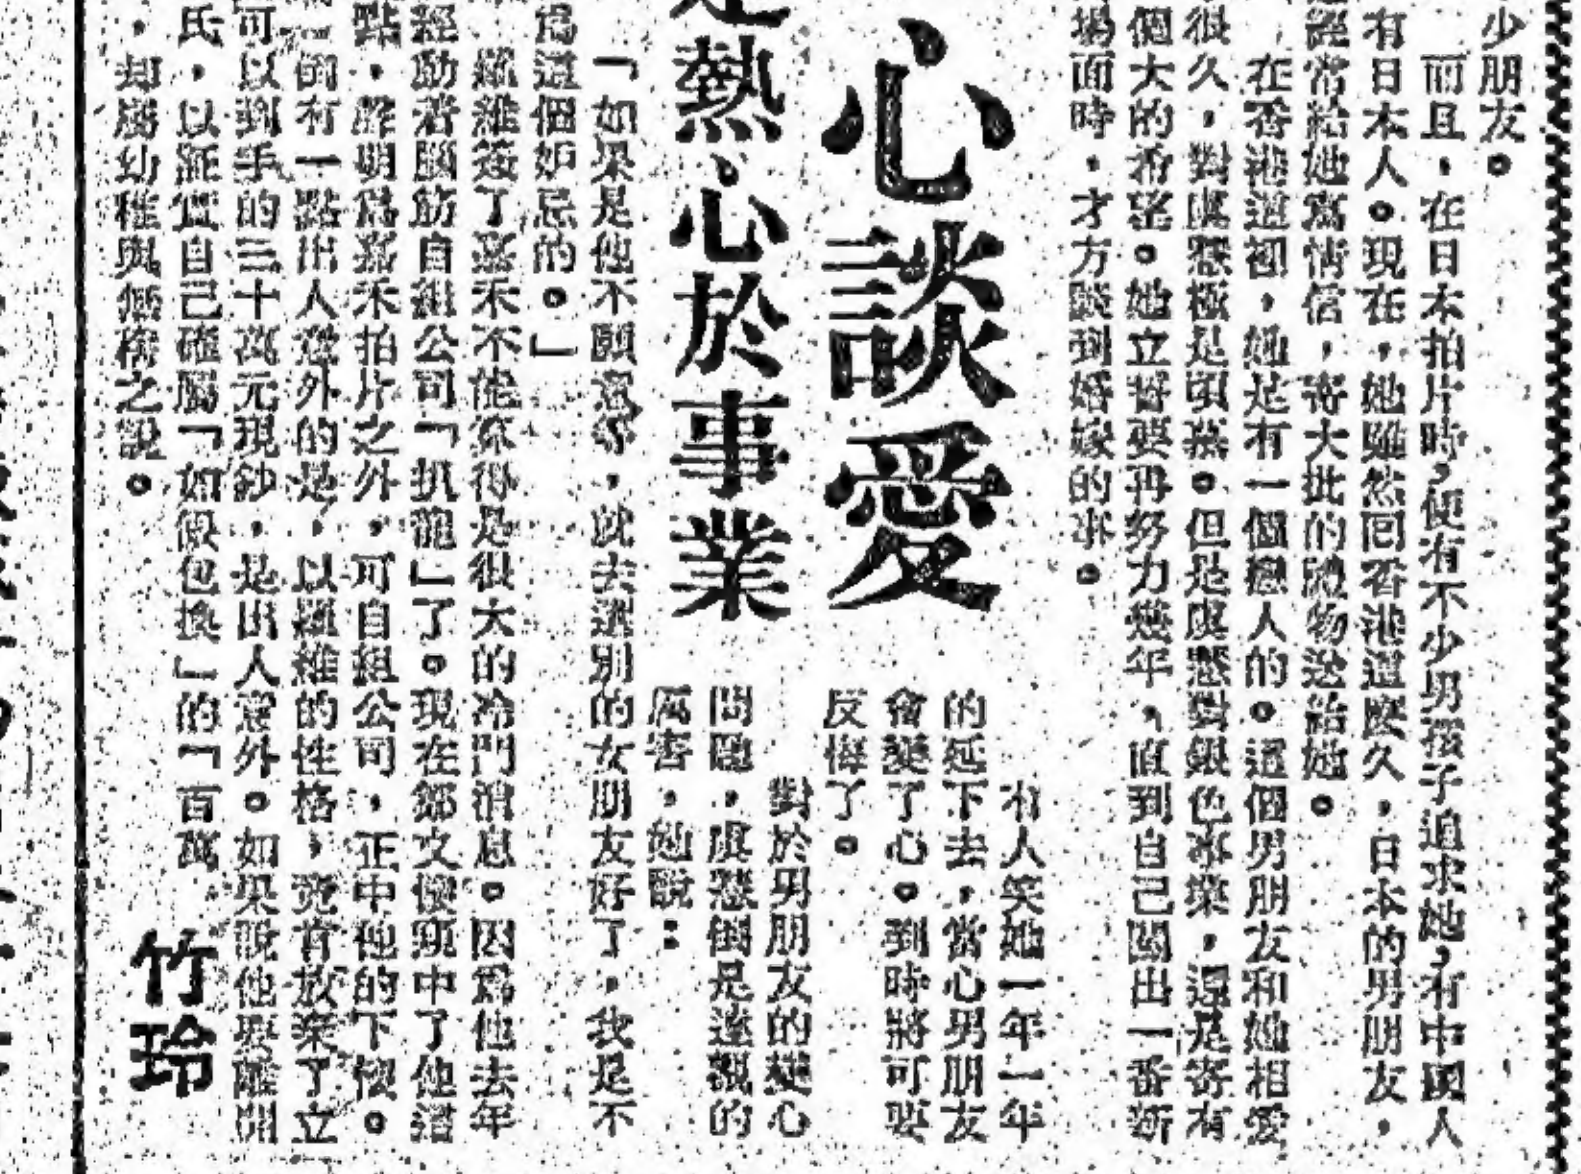 少朋友。
而且，在日本拍片時，便有不少男孩子追求她，有中國人
有日本人。現在，她雖然回香港這麼久，日本的男朋友，
經常給她寫情信，寄大批的禮物送給她。
在香港這裡，她是有一個戀人的。這個男朋友和她相愛
很久，對虞慧極是傾慕。但是虞慧對銀色事業，還是寄有
個大的希望。她立誓要再努力幾年，直到自己闖出一番新
場面時，才方談到婚嫁的事。
心談愛
熱心於事業
有人笑她一年一年
的延下去，當心男朋友
會變了心。到時將可要
反悔了。
對於男朋友的變心
問題，虞慧倒是達觀的
厲害，她說：
「如果是他不願意等，就去選別的女朋友好了，我是不
為這個妒忌的。」
羅維簽了嘉禾不能算得是很大的冷門消息。因為他去年
經動著腦筋自組公司「扒龍」了。現在鄒文懷窺中了他這
點，聲明為嘉禾拍片之外，可自組公司，正中他的下懷。
倒有一點出人意外的是，以羅維的性格，竟肯放棄了立
可以到手的三十萬元現鈔，是出人意外。如果說他要離開
氏，以証實自己確屬「如假包換」的「百萬
，却屬幼稚與無稽之說。
竹玲